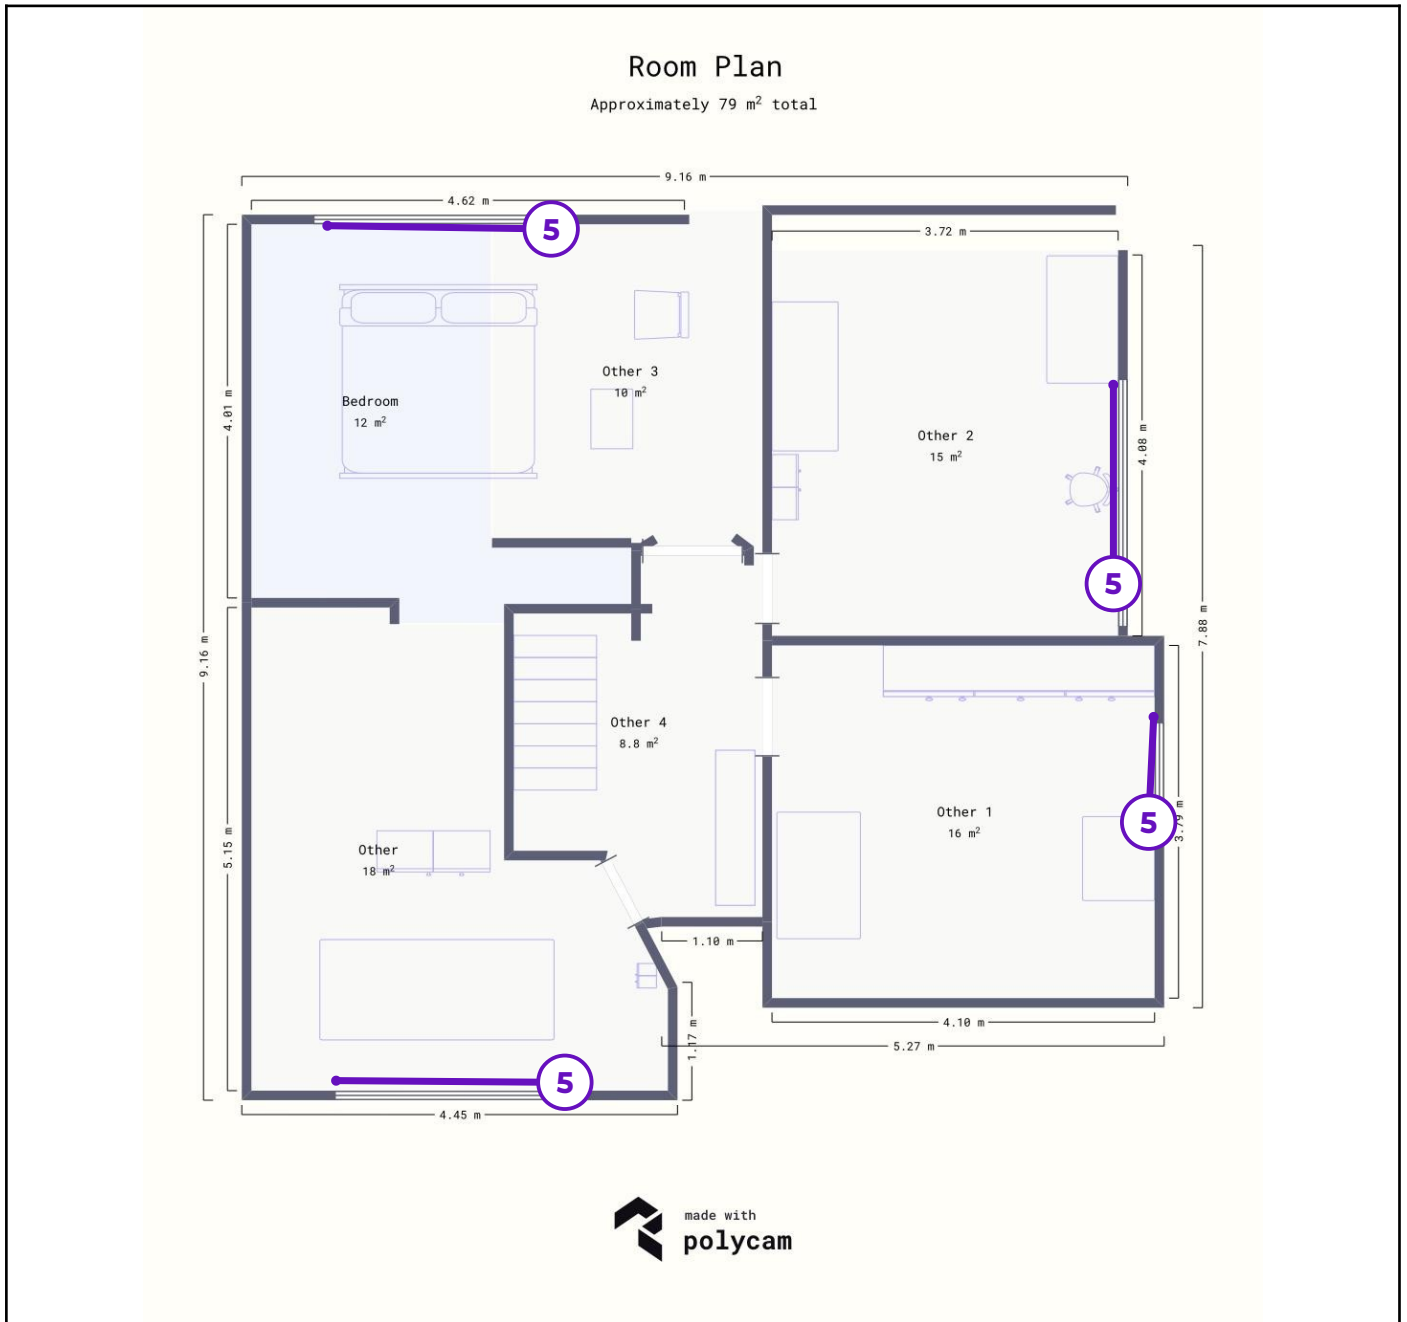 Room Plan
Approximately 79 m² total
9.16 m
4.62 m
5
3.72 m
4.01 m
Other 3
10 m²
Bedroom
12 m²
Other 2
15 m²
4.08 m
5
7.88 m
9.16 m
Other 4
8.8 m²
Other 1
16 m²
5
3.79 m
5.15 m
Other
18 m²
1.10 m
4.10 m
1.17 m
5.27 m
5
4.45 m
made with
polycam